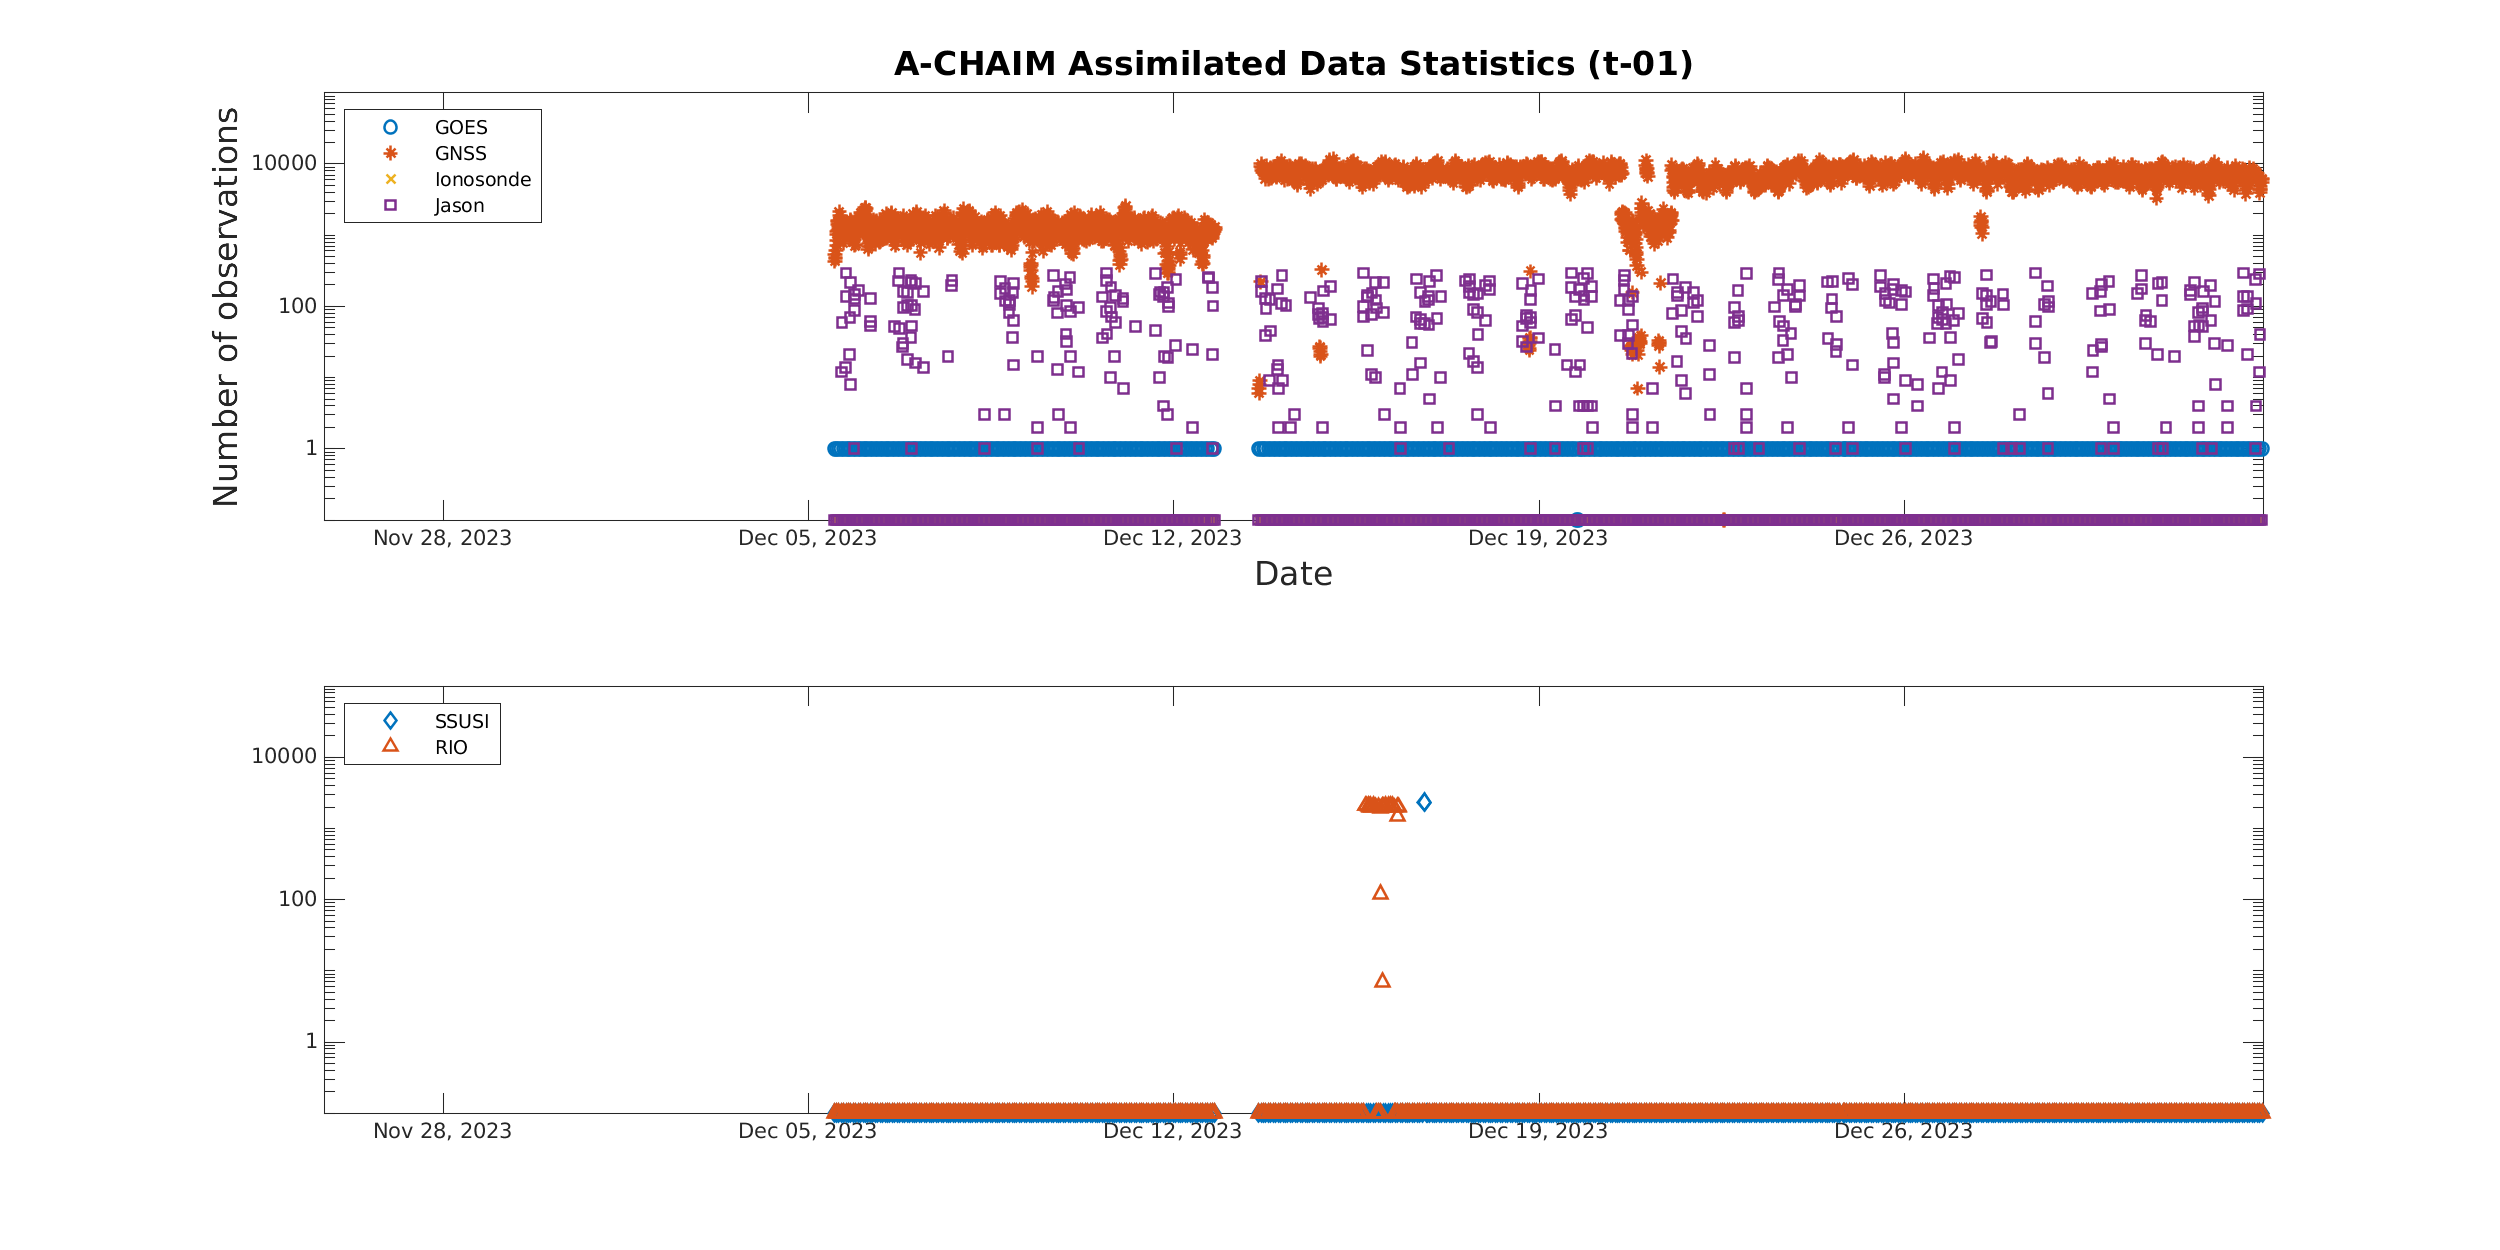 A-CHAIM Assimilated Data Statistics (t-01)
Number of observations
10000
100
1
GOES
GNSS
Ionosonde
Jason
Nov 28, 2023
Dec 05, 2023
Dec 12, 2023
Dec 19, 2023
Dec 26, 2023
Date
10000
100
1
SSUSI
RIO
Nov 28, 2023
Dec 05, 2023
Dec 12, 2023
Dec 19, 2023
Dec 26, 2023